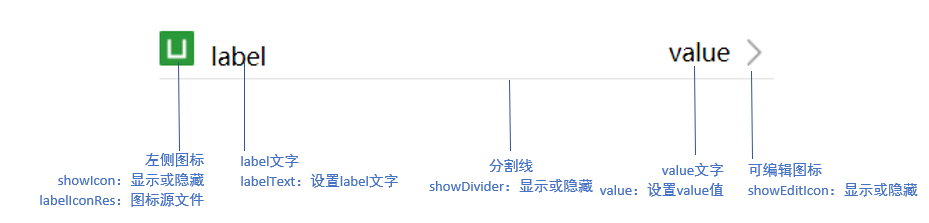 label
value
左侧图标
showIcon：显示或隐藏
labelIconRes：图标源文件
label文字
labelText：设置label文字
分割线
showDivider：显示或隐藏
value文字
value：设置value值
可编辑图标
showEditIcon：显示或隐藏